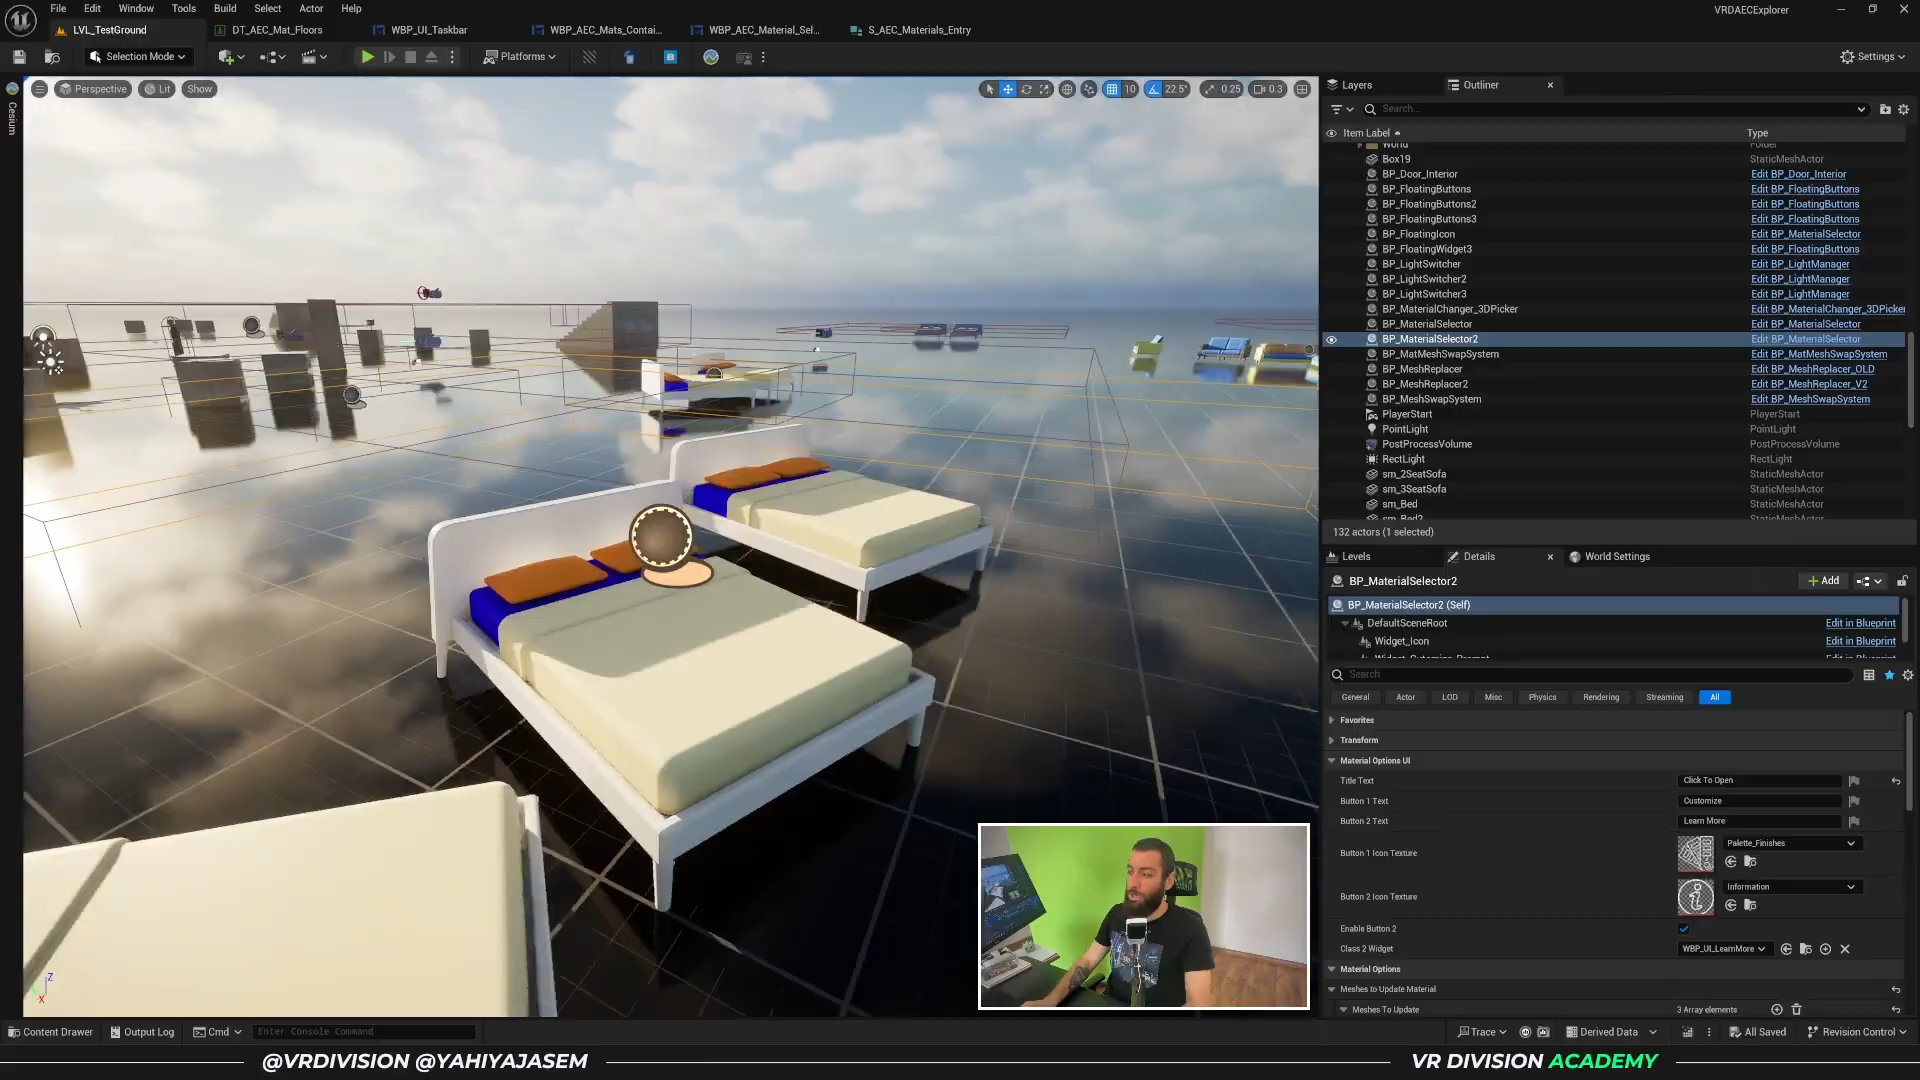 File Edit Window Tools Build Select Actor Help
VRDAECExplorer
LVL_TestGround
DT_AEC_Mat_Floors
WBP_UI_Taskbar
WBP_AEC_Mats_Contai...
WBP_AEC_Material_Sel...
S_AEC_Materials_Entry
Selection Mode
Platforms
Settings
Cesium
Perspective
Lit
Show
10
22.5°
0.25
0.3
Layers
Outliner
Search...
Item Label
Type
World Folder
Box19 StaticMeshActor
BP_Door_Interior Edit BP_Door_Interior
BP_FloatingButtons Edit BP_FloatingButtons
BP_FloatingButtons2 Edit BP_FloatingButtons
BP_FloatingButtons3 Edit BP_FloatingButtons
BP_FloatingIcon Edit BP_MaterialSelector
BP_FloatingWidget3 Edit BP_FloatingButtons
BP_LightSwitcher Edit BP_LightManager
BP_LightSwitcher2 Edit BP_LightManager
BP_LightSwitcher3 Edit BP_LightManager
BP_MaterialChanger_3DPicker Edit BP_MaterialChanger_3DPicker
BP_MaterialSelector Edit BP_MaterialSelector
BP_MaterialSelector2 Edit BP_MaterialSelector
BP_MatMeshSwapSystem Edit BP_MatMeshSwapSystem
BP_MeshReplacer Edit BP_MeshReplacer_OLD
BP_MeshReplacer2 Edit BP_MeshReplacer_V2
BP_MeshSwapSystem Edit BP_MeshSwapSystem
PlayerStart PlayerStart
PointLight PointLight
PostProcessVolume PostProcessVolume
RectLight RectLight
sm_2SeatSofa StaticMeshActor
sm_3SeatSofa StaticMeshActor
sm_Bed StaticMeshActor
sm_Bed2 StaticMeshActor
132 actors (1 selected)
Levels
Details
World Settings
BP_MaterialSelector2
Add
BP_MaterialSelector2 (Self)
DefaultSceneRoot Edit in Blueprint
Widget_Icon Edit in Blueprint
Search
General Actor LOD Misc Physics Rendering Streaming All
Favorites
Transform
Material Options UI
Title Text Click To Open
Button 1 Text Customize
Button 2 Text Learn More
Button 1 Icon Texture Palette_Finishes
Button 2 Icon Texture Information
Enable Button 2
Class 2 Widget WBP_UI_LearnMore
Material Options
Meshes to Update Material
Meshes To Update 3 Array elements
Z
X
Content Drawer
Output Log
Cmd
Enter Console Command
Trace
Derived Data
All Saved
Revision Control
@VRDIVISION @YAHIYAJASEM
VR DIVISION ACADEMY